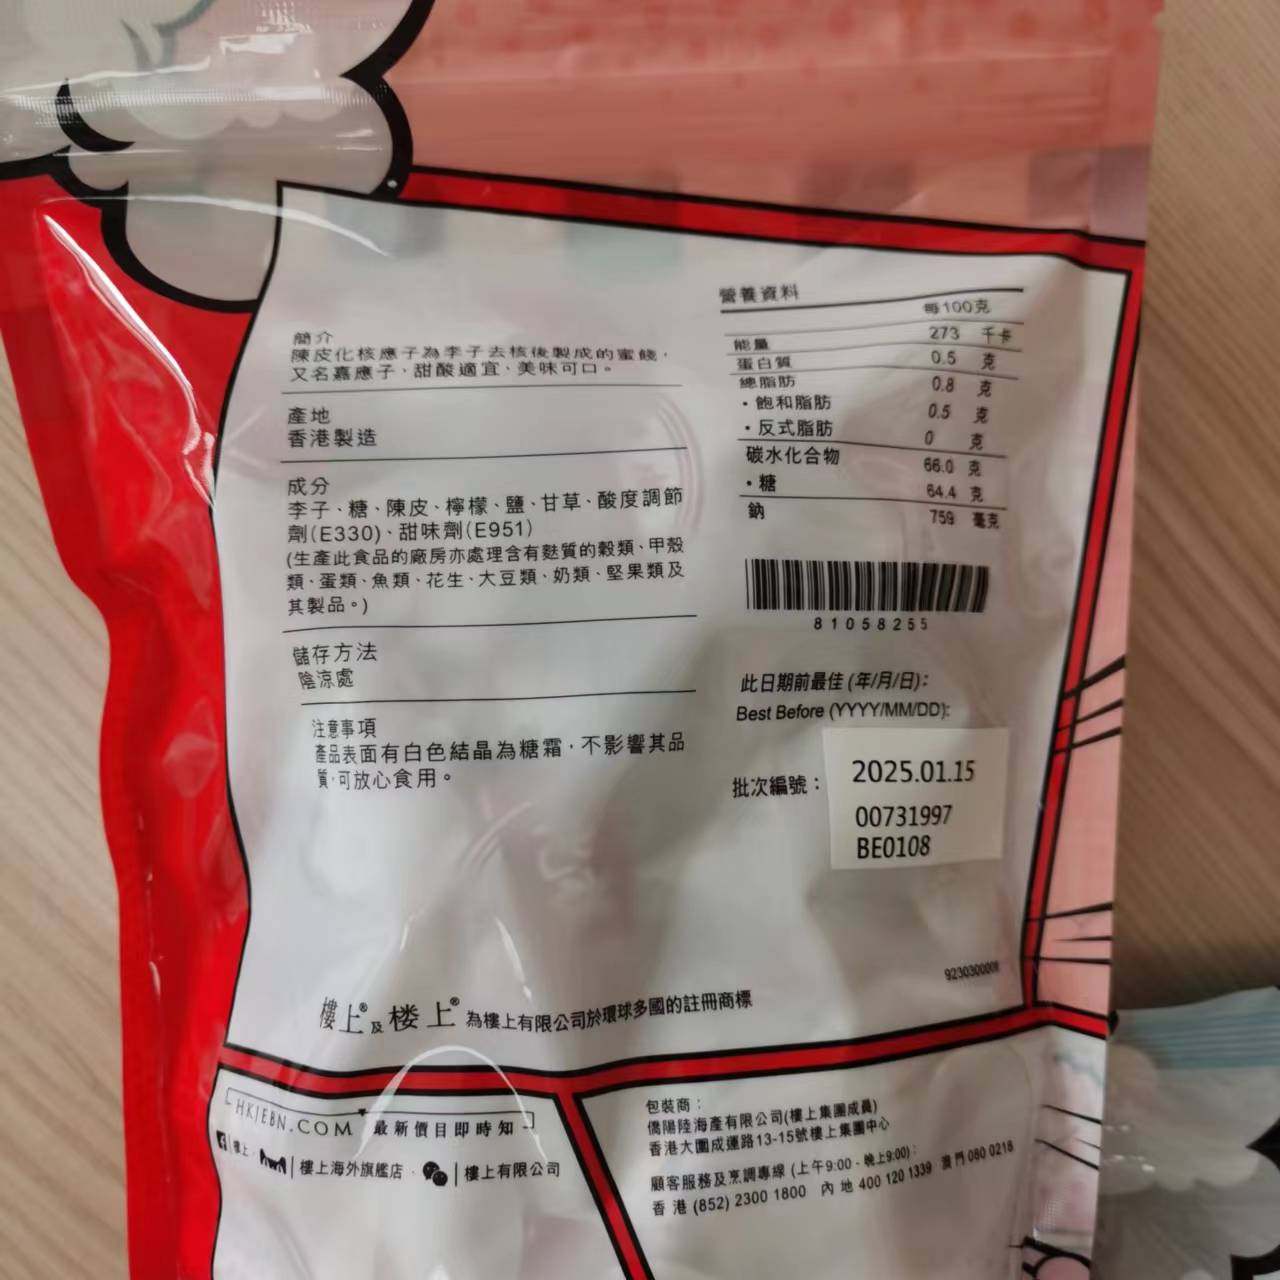 簡介
陳皮化核應子為李子去核後製成的蜜餞，
又名嘉應子，甜酸適宜、美味可口。
產地
香港製造
成分
李子、糖、陳皮、檸檬、鹽、甘草、酸度調節
劑(E330)、甜味劑(E951)
(生產此食品的廠房亦處理含有麩質的穀類、甲殼
類、蛋類、魚類、花生、大豆類、奶類、堅果類及
其製品。)
儲存方法
陰涼處
注意事項
產品表面有白色結晶為糖霜，不影響其品
質，可放心食用。
營養資料
每100克
能量 273 千卡
蛋白質 0.5 克
總脂肪 0.8 克
・飽和脂肪 0.5 克
・反式脂肪 0 克
碳水化合物 66.0 克
・糖 64.4 克
鈉 759 毫克
81058255
此日期前最佳 (年/月/日)：
Best Before (YYYY/MM/DD):
2025.01.15
批次編號：
00731997
BE0108
樓上®及楼上®為樓上有限公司於環球多國的註冊商標
HKJEBN.COM 最新價目即時知
樓上・ | 樓上海外旗艦店・ | 樓上有限公司
包裝商：
僑陽陸海產有限公司(樓上集團成員)
香港大圍成運路13-15號樓上集團中心
顧客服務及烹調專線 (上午9:00 - 晚上9:00)：
香港 (852) 2300 1800 內地 400 120 1339 澳門 080 0218